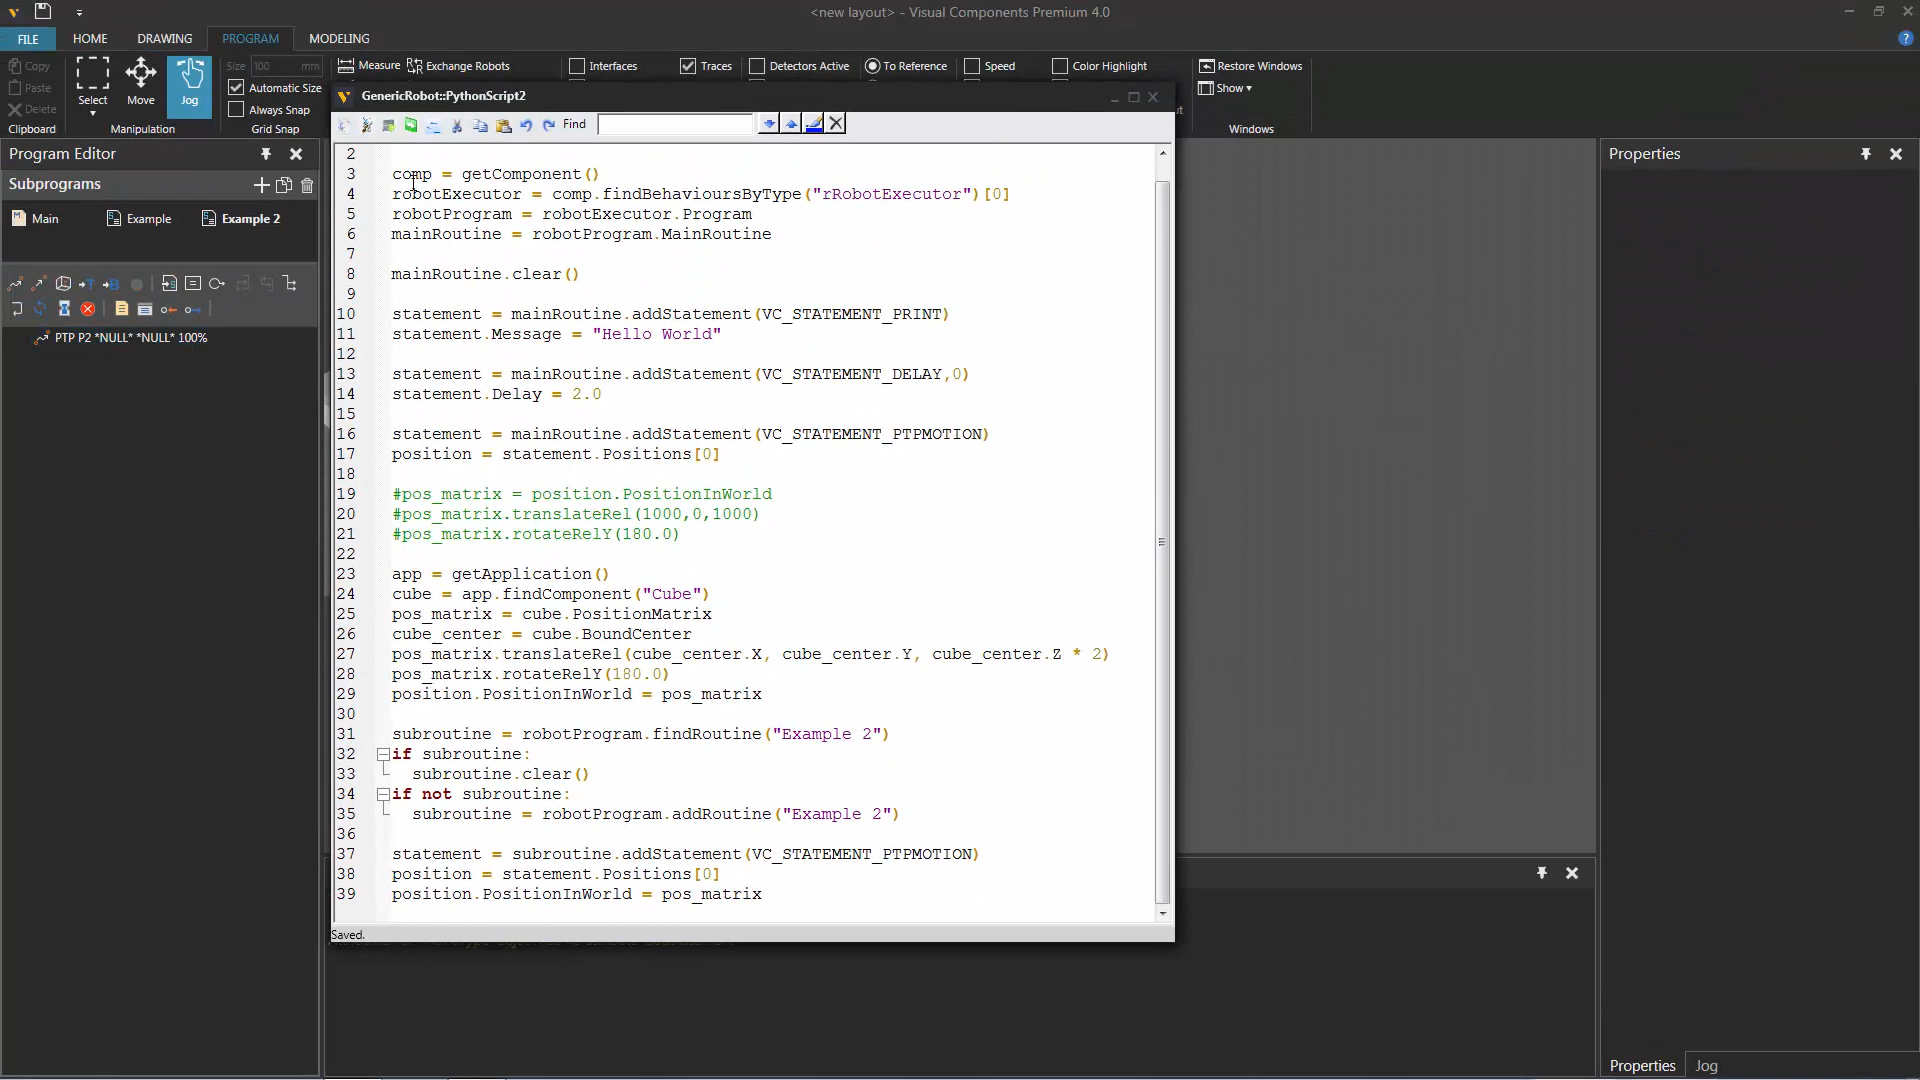 <new layout> - Visual Components Premium 4.0
FILE
HOME
DRAWING
PROGRAM
MODELING
Copy
Paste
Delete
Clipboard
Select
Move
Jog
Manipulation
Size 100 mm
Automatic Size
Always Snap
Grid Snap
Measure
Exchange Robots
Interfaces
Traces
Detectors Active
To Reference
Speed
Color Highlight
Restore Windows
Show
Windows
GenericRobot::PythonScript2
Find
Program Editor
Subprograms
Main
Example
Example 2
PTP P2 *NULL* *NULL* 100%
2
3 comp = getComponent()
4 robotExecutor = comp.findBehavioursByType("rRobotExecutor")[0]
5 robotProgram = robotExecutor.Program
6 mainRoutine = robotProgram.MainRoutine
7
8 mainRoutine.clear()
9
10 statement = mainRoutine.addStatement(VC_STATEMENT_PRINT)
11 statement.Message = "Hello World"
12
13 statement = mainRoutine.addStatement(VC_STATEMENT_DELAY,0)
14 statement.Delay = 2.0
15
16 statement = mainRoutine.addStatement(VC_STATEMENT_PTPMOTION)
17 position = statement.Positions[0]
18
19 #pos_matrix = position.PositionInWorld
20 #pos_matrix.translateRel(1000,0,1000)
21 #pos_matrix.rotateRelY(180.0)
22
23 app = getApplication()
24 cube = app.findComponent("Cube")
25 pos_matrix = cube.PositionMatrix
26 cube_center = cube.BoundCenter
27 pos_matrix.translateRel(cube_center.X, cube_center.Y, cube_center.Z * 2)
28 pos_matrix.rotateRelY(180.0)
29 position.PositionInWorld = pos_matrix
30
31 subroutine = robotProgram.findRoutine("Example 2")
32 if subroutine:
33 subroutine.clear()
34 if not subroutine:
35 subroutine = robotProgram.addRoutine("Example 2")
36
37 statement = subroutine.addStatement(VC_STATEMENT_PTPMOTION)
38 position = statement.Positions[0]
39 position.PositionInWorld = pos_matrix
Saved.
Properties
Properties
Jog